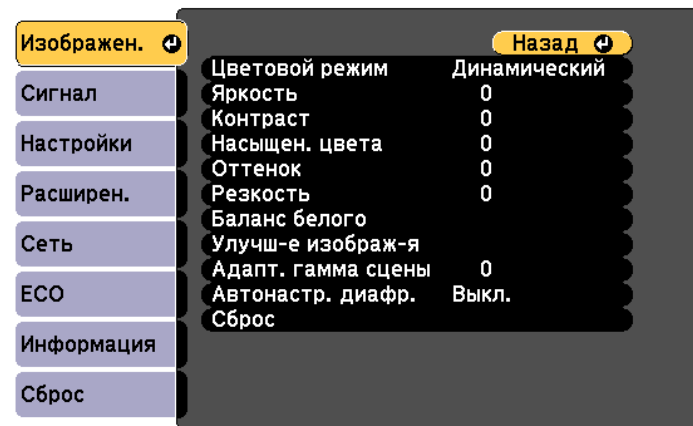 Изображен.
Сигнал
Настройки
Расширен.
Сеть
ECO
Информация
Сброс
Назад
Цветовой режим Динамический
Яркость 0
Контраст 0
Насыщен. цвета 0
Оттенок 0
Резкость 0
Баланс белого
Улучш-е изображ-я
Адапт. гамма сцены 0
Автонастр. диафр. Выкл.
Сброс